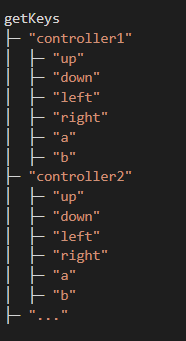 getKeys
├─ "controller1"
│  ├─ "up"
│  ├─ "down"
│  ├─ "left"
│  ├─ "right"
│  ├─ "a"
│  ├─ "b"
├─ "controller2"
│  ├─ "up"
│  ├─ "down"
│  ├─ "left"
│  ├─ "right"
│  ├─ "a"
│  ├─ "b"
├─ "..."